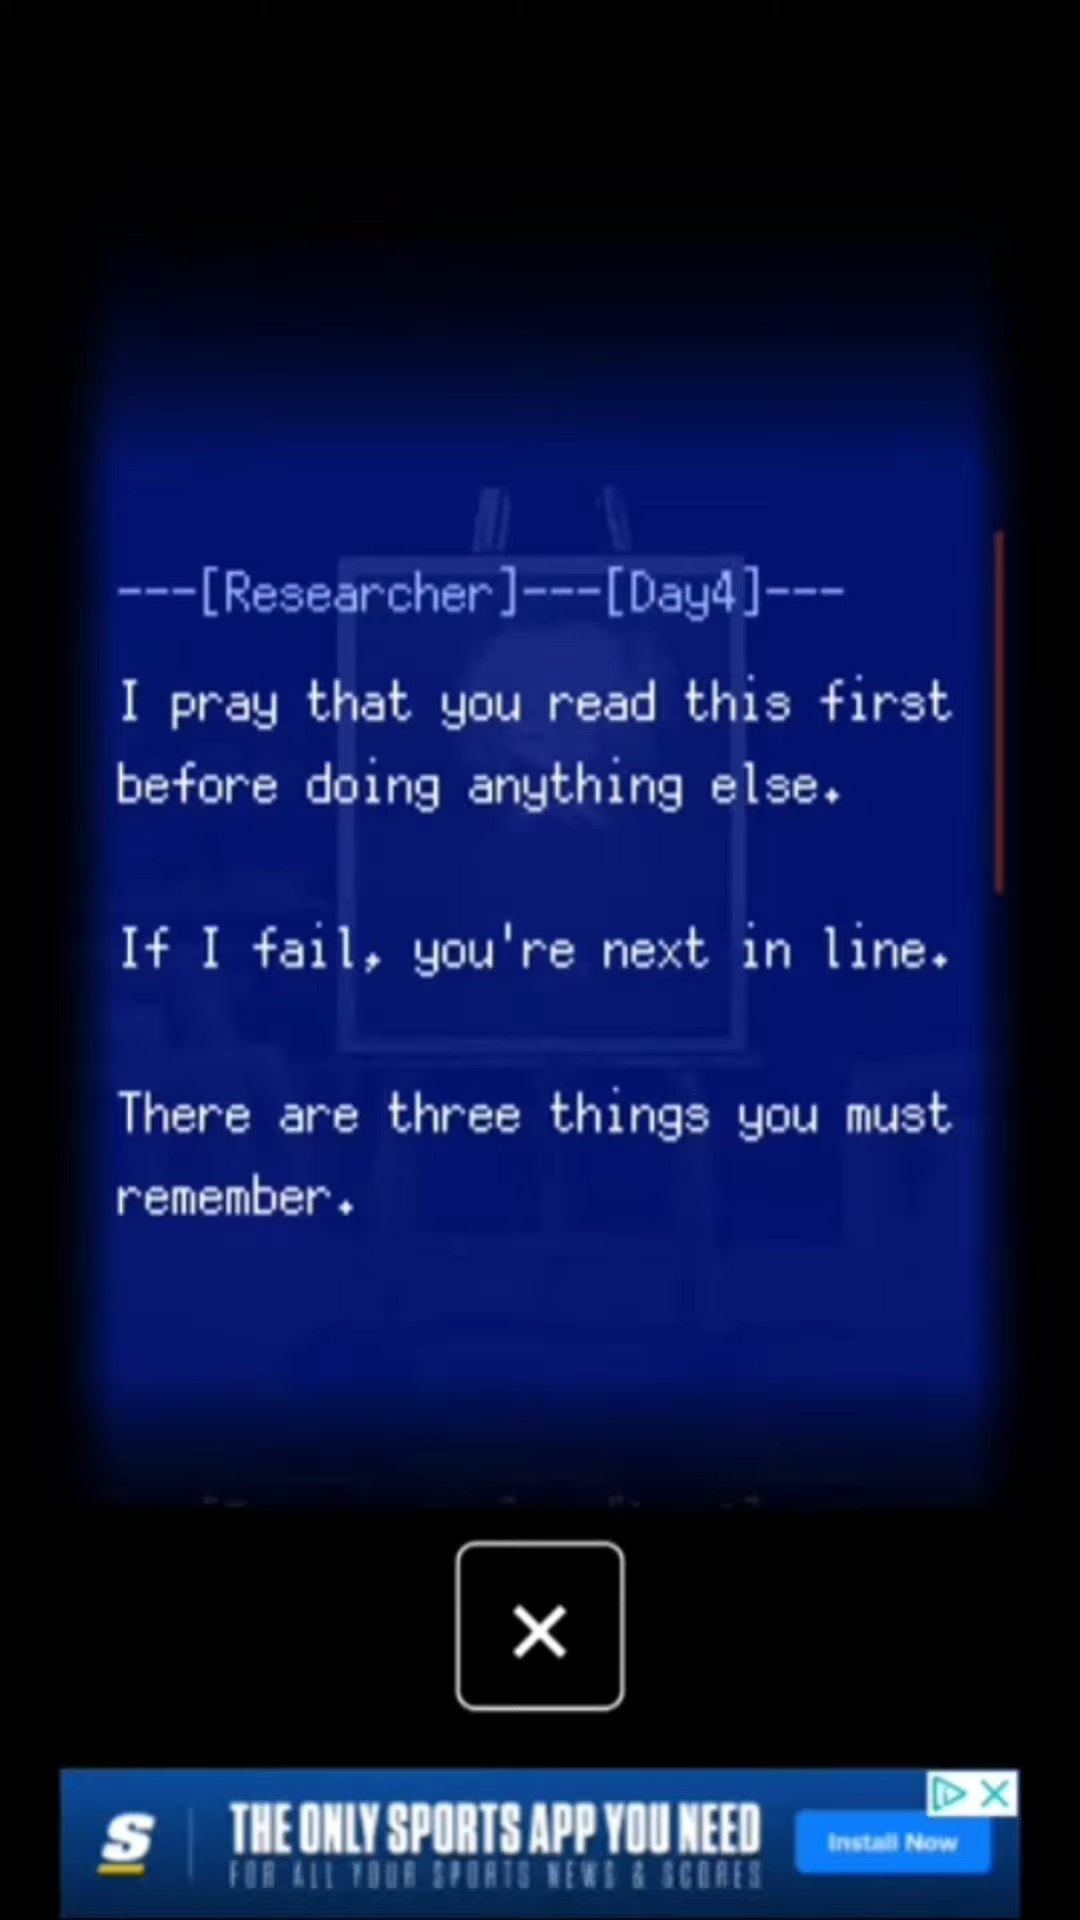 ---[Researcher]---[Day4]---
I pray that you read this first
before doing anything else.
If I fail, you're next in line.
There are three things you must
remember.
THE ONLY SPORTS APP YOU NEED
FOR ALL YOUR SPORTS NEWS & SCORES
Install Now
S